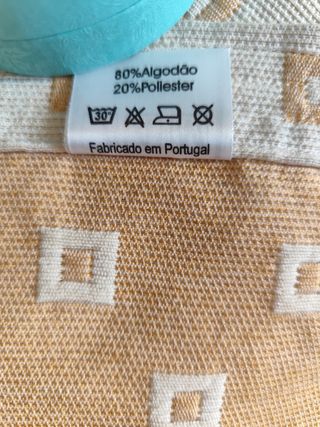 80%Algodão
20%Poliester
30°
Fabricado em Portugal